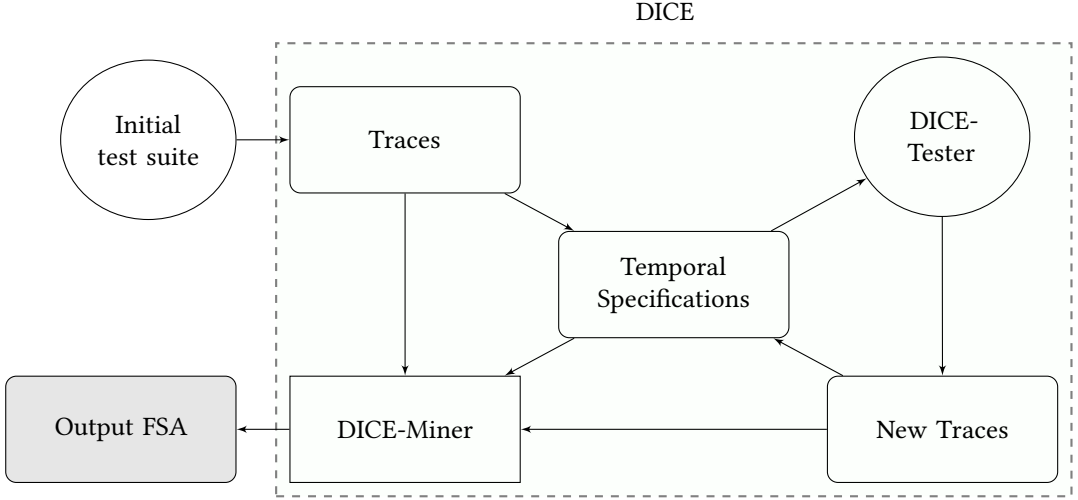 DICE
Initial
test suite
Traces
DICE-
Tester
Temporal
Specifications
Output FSA
DICE-Miner
New Traces